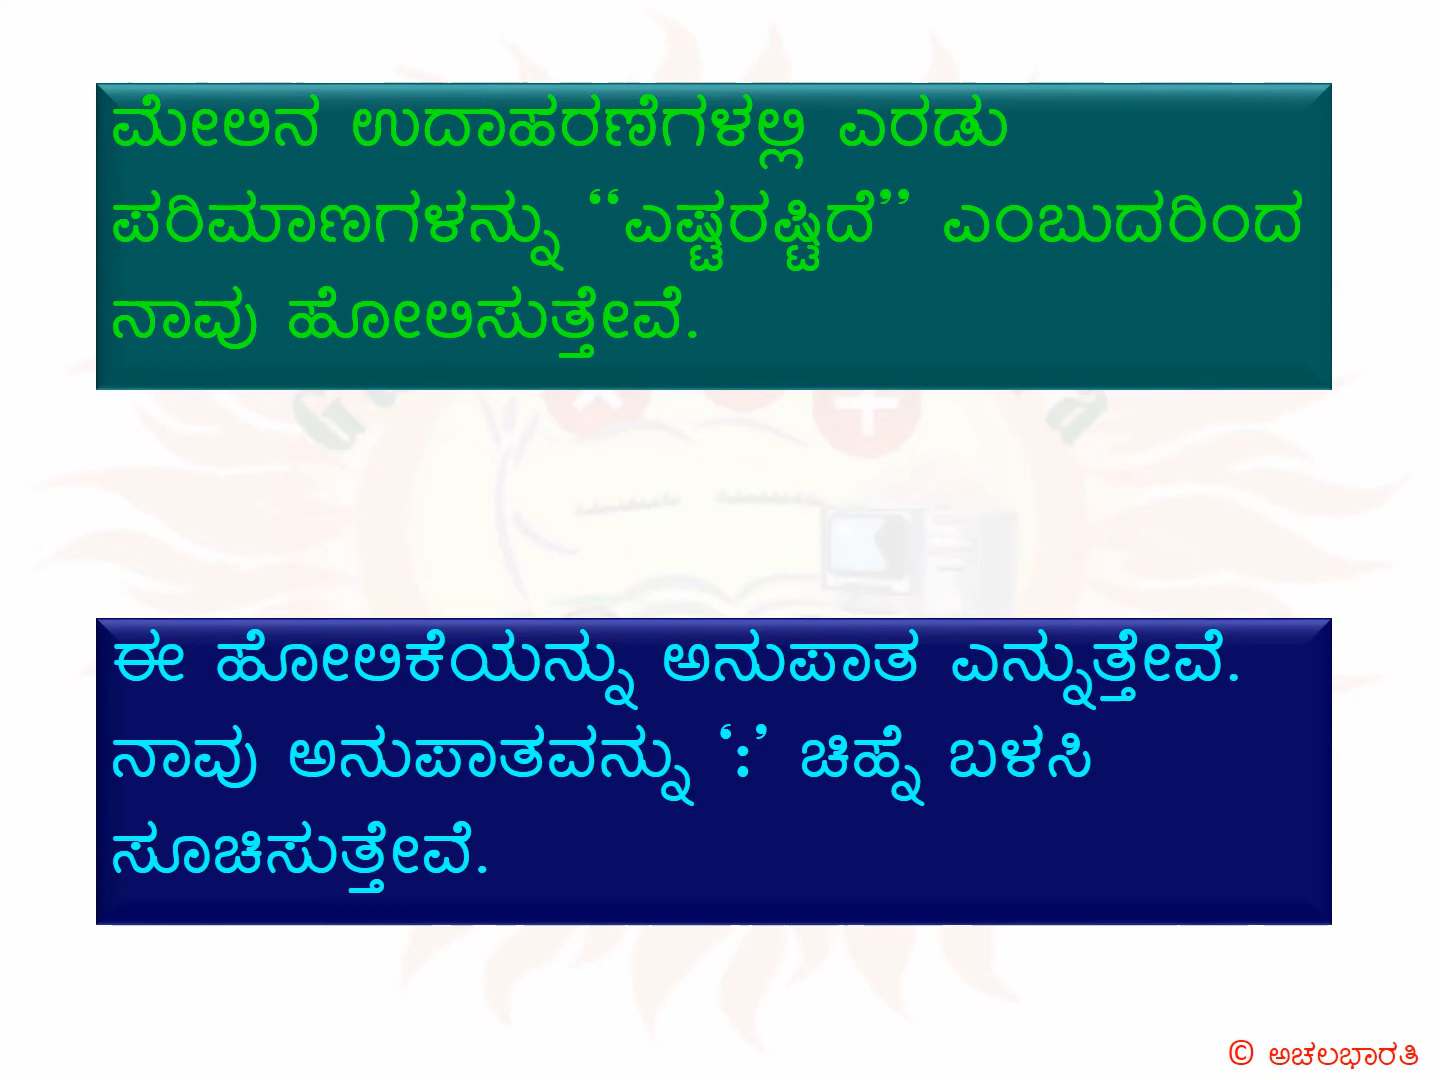 ಮೇಲಿನ ಉದಾಹರಣೆಗಳಲ್ಲಿ ಎರಡು
ಪರಿಮಾಣಗಳನ್ನು “ಎಷ್ಟರಷ್ಟಿದೆ” ಎಂಬುದರಿಂದ
ನಾವು ಹೋಲಿಸುತ್ತೇವೆ.
ಈ ಹೋಲಿಕೆಯನ್ನು ಅನುಪಾತ ಎನ್ನುತ್ತೇವೆ.
ನಾವು ಅನುಪಾತವನ್ನು ‘:’ ಚಿಹ್ನೆ ಬಳಸಿ
ಸೂಚಿಸುತ್ತೇವೆ.
© ಅಚಲಭಾರತಿ